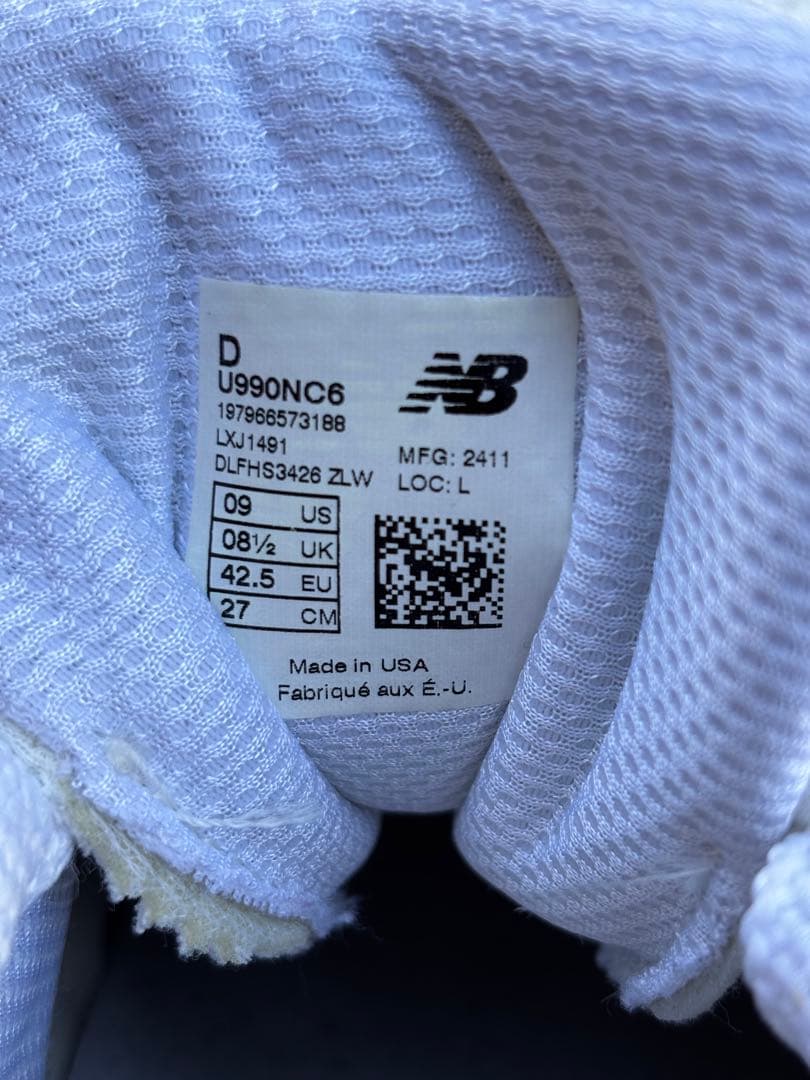 D
U990NC6
197966573188
LXJ1491
DLFHS3426 ZLW
NB
MFG: 2411
LOC: L
09 US
08½ UK
42.5 EU
27 CM
Made in USA
Fabriqué aux É.-U.